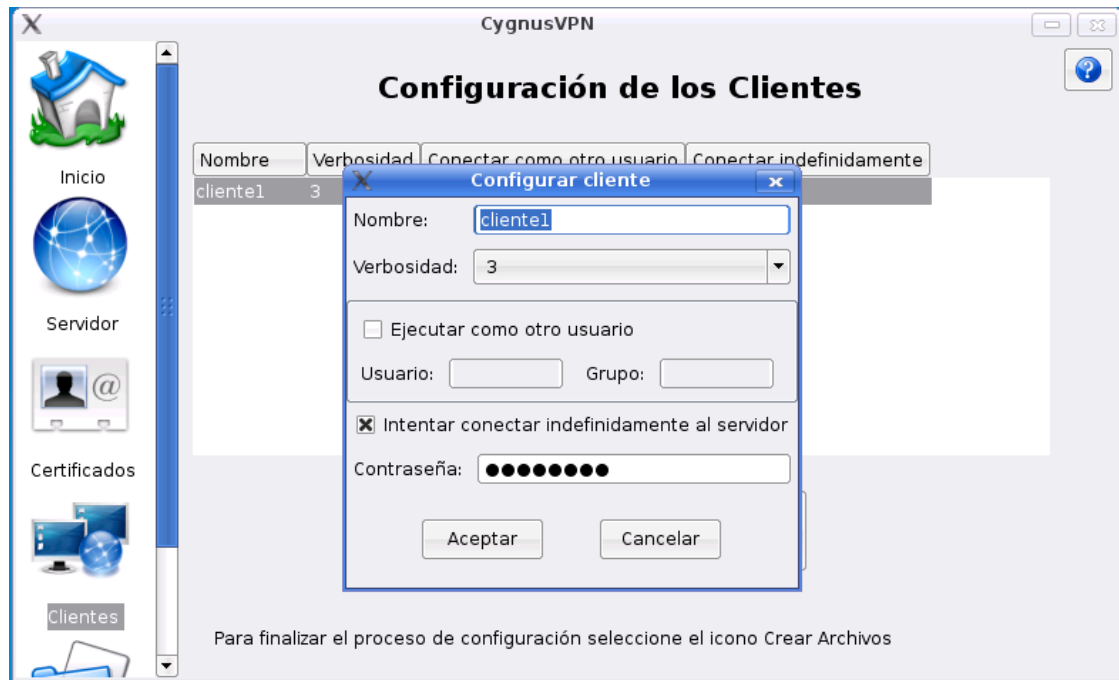 CygnusVPN
Inicio
Servidor
Certificados
Clientes
Configuración de los Clientes
Nombre Verbosidad Conectar como otro usuario Conectar indefinidamente
cliente1 3
Configurar cliente
Nombre: cliente1
Verbosidad: 3
Ejecutar como otro usuario
Usuario: Grupo:
Intentar conectar indefinidamente al servidor
Contraseña: ●●●●●●●●
Aceptar Cancelar
Para finalizar el proceso de configuración seleccione el icono Crear Archivos